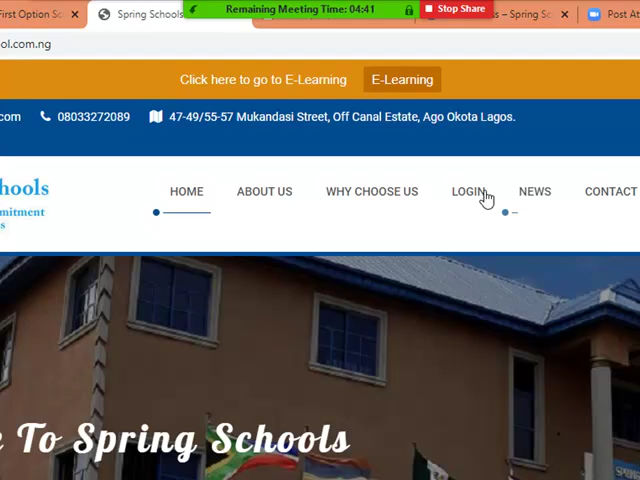 First Option S
Spring Schools
Remaining Meeting Time: 04:41
Stop Share
s – Spring Sc
Post At
ol.com.ng
Click here to go to E-Learning
E-Learning
com
08033272089
47-49/55-57 Mukandasi Street, Off Canal Estate, Ago Okota Lagos.
hools
mitment
s
HOME
ABOUT US
WHY CHOOSE US
LOGIN
NEWS
CONTACT
To Spring Schools